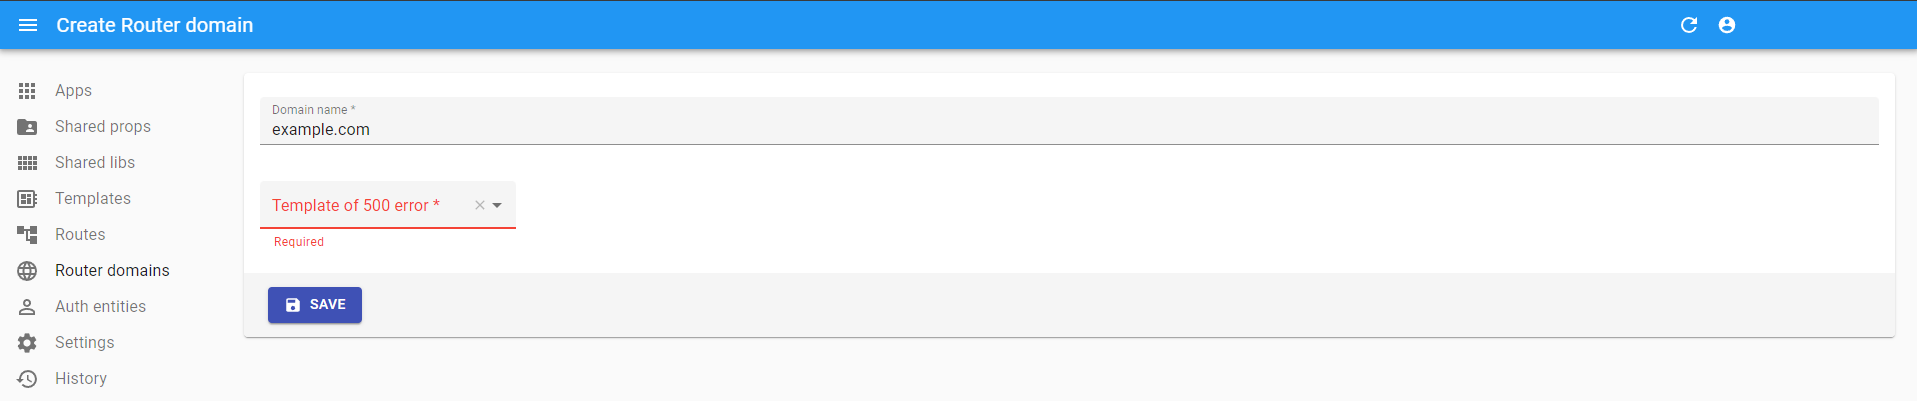 Create Router domain
Apps
Shared props
Shared libs
Templates
Routes
Router domains
Auth entities
Settings
History
Domain name *
example.com
Template of 500 error *
Required
SAVE